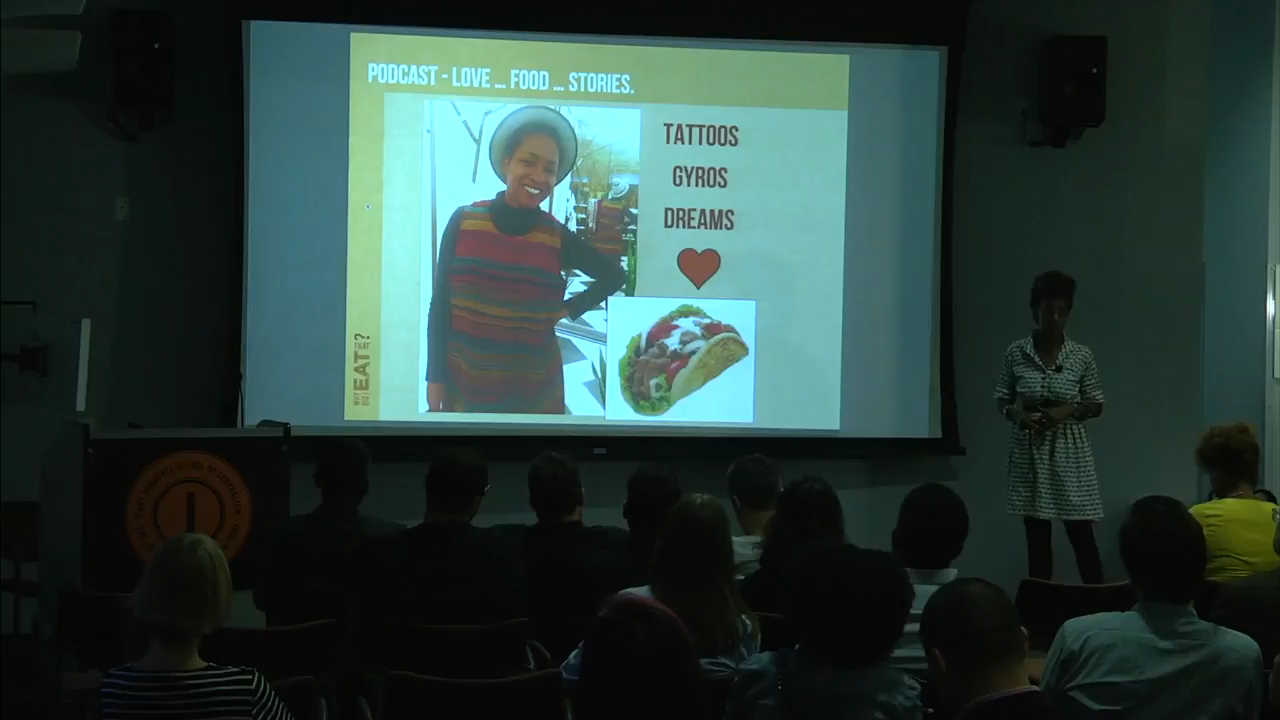 PODCAST - LOVE ... FOOD ... STORIES.
TATTOOS
GYROS
DREAMS
EAT
?